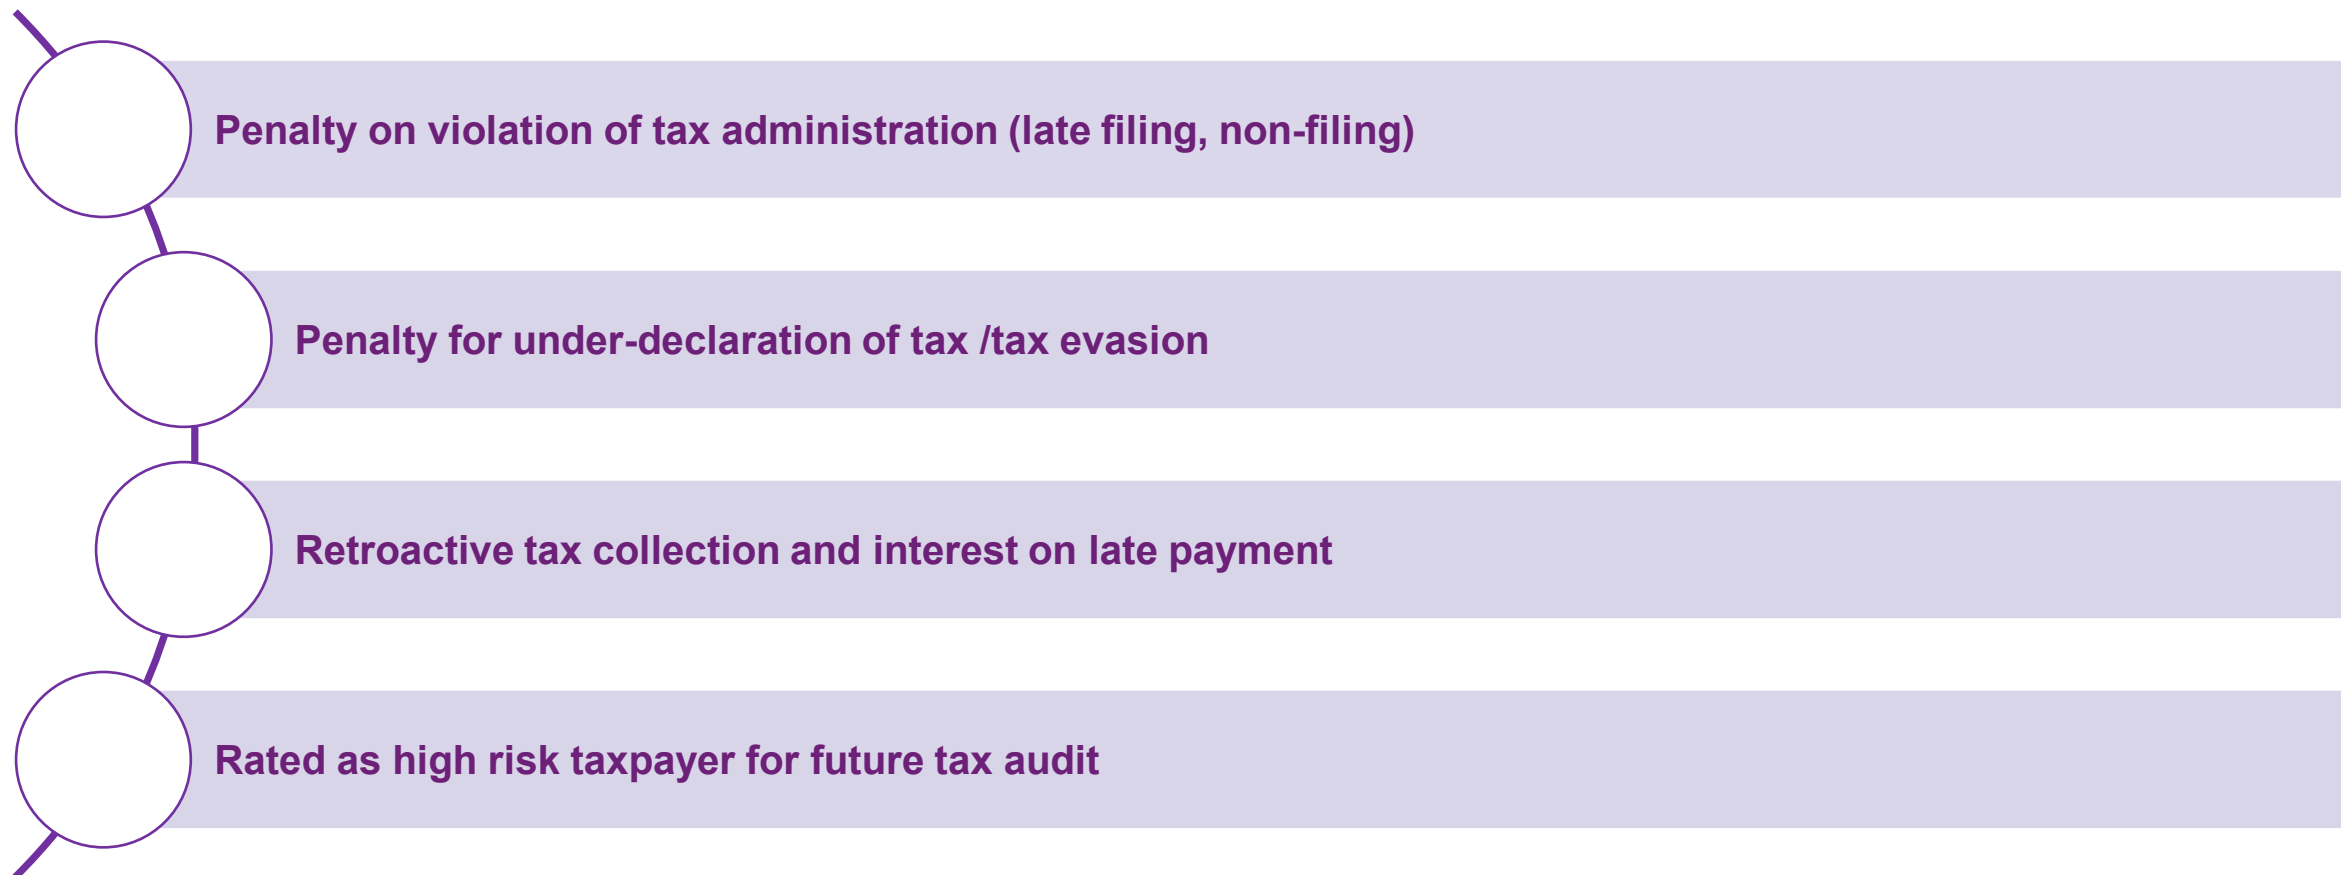 Penalty on violation of tax administration (late filing, non-filing)
Penalty for under-declaration of tax /tax evasion
Retroactive tax collection and interest on late payment
Rated as high risk taxpayer for future tax audit